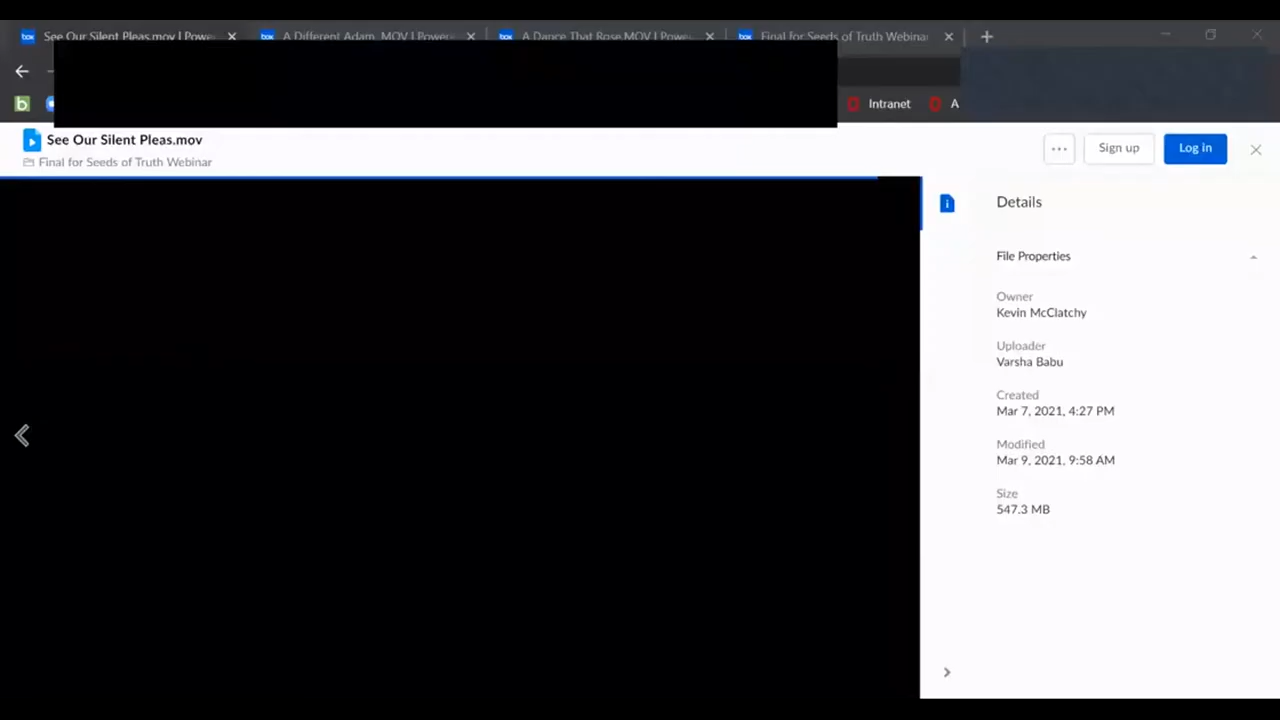 See Our Silent Pleas.mov | Powe
A Different Adam .MOV | Power
A Dance That Rose.MOV | Powe
Final for Seeds of Truth Webinar
Intranet
A
See Our Silent Pleas.mov
Final for Seeds of Truth Webinar
Sign up
Log In
Details
File Properties
Owner
Kevin McClatchy
Uploader
Varsha Babu
Created
Mar 7, 2021, 4:27 PM
Modified
Mar 9, 2021, 9:58 AM
Size
547.3 MB